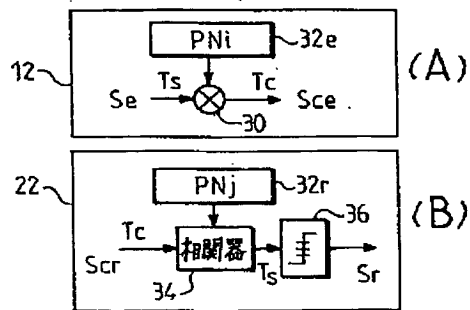 PNi
32e
12
Se
Ts
Tc
Sce
30
(A)
22
PNj
32r
36
Tc
Scr
相関器
34
Ts
Sr
(B)